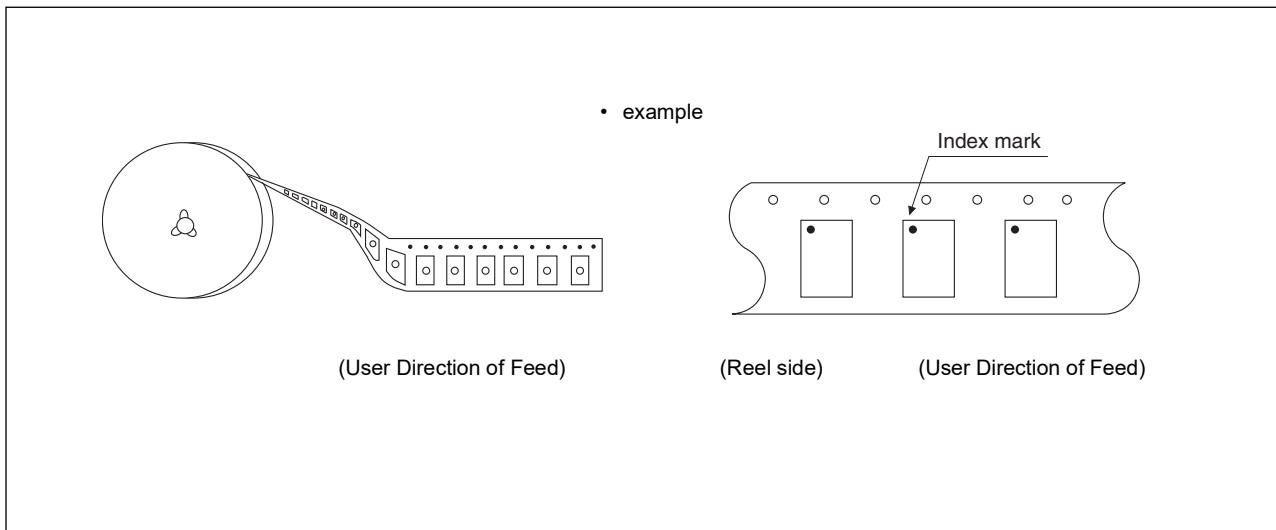 • example
Index mark
(User Direction of Feed)
(Reel side)
(User Direction of Feed)